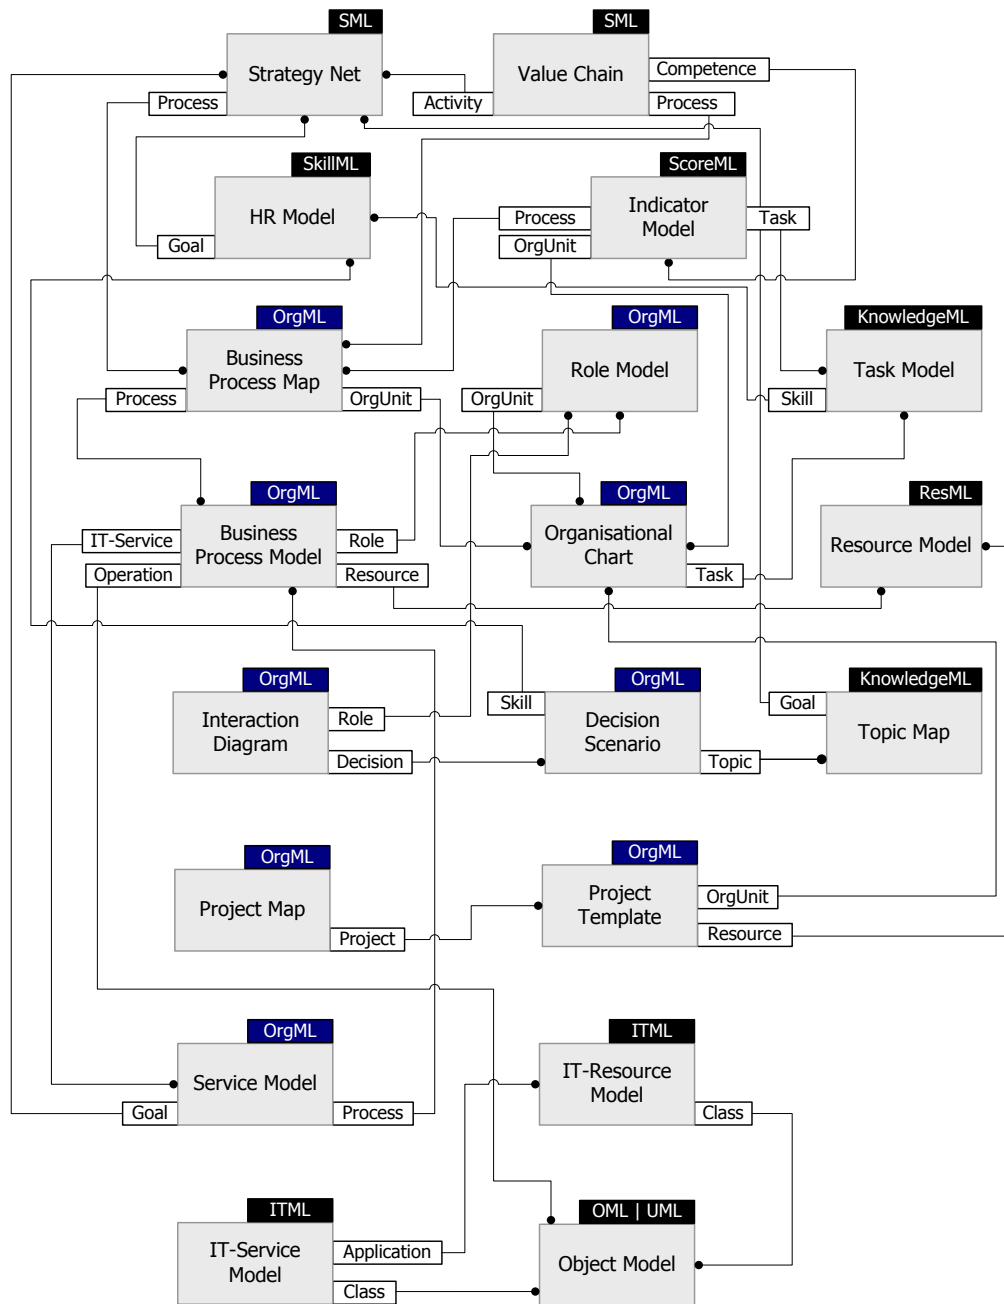 SML
SML
Strategy Net
Value Chain
Competence
Process
Activity
Process
SkillML
ScoreML
HR Model
Indicator
Model
Process
Task
Goal
OrgUnit
OrgML
OrgML
KnowledgeML
Business
Process Map
Role Model
Task Model
Process
OrgUnit
OrgUnit
Skill
OrgML
OrgML
ResML
Business
Process Model
Organisational
Chart
Resource Model
IT-Service
Role
Operation
Resource
Task
OrgML
OrgML
KnowledgeML
Interaction
Diagram
Role
Skill
Decision
Scenario
Goal
Topic Map
Decision
Topic
OrgML
OrgML
Project Map
Project
Template
OrgUnit
Project
Resource
OrgML
ITML
Service Model
IT-Resource
Model
Goal
Process
Class
ITML
OML | UML
IT-Service
Model
Application
Object Model
Class